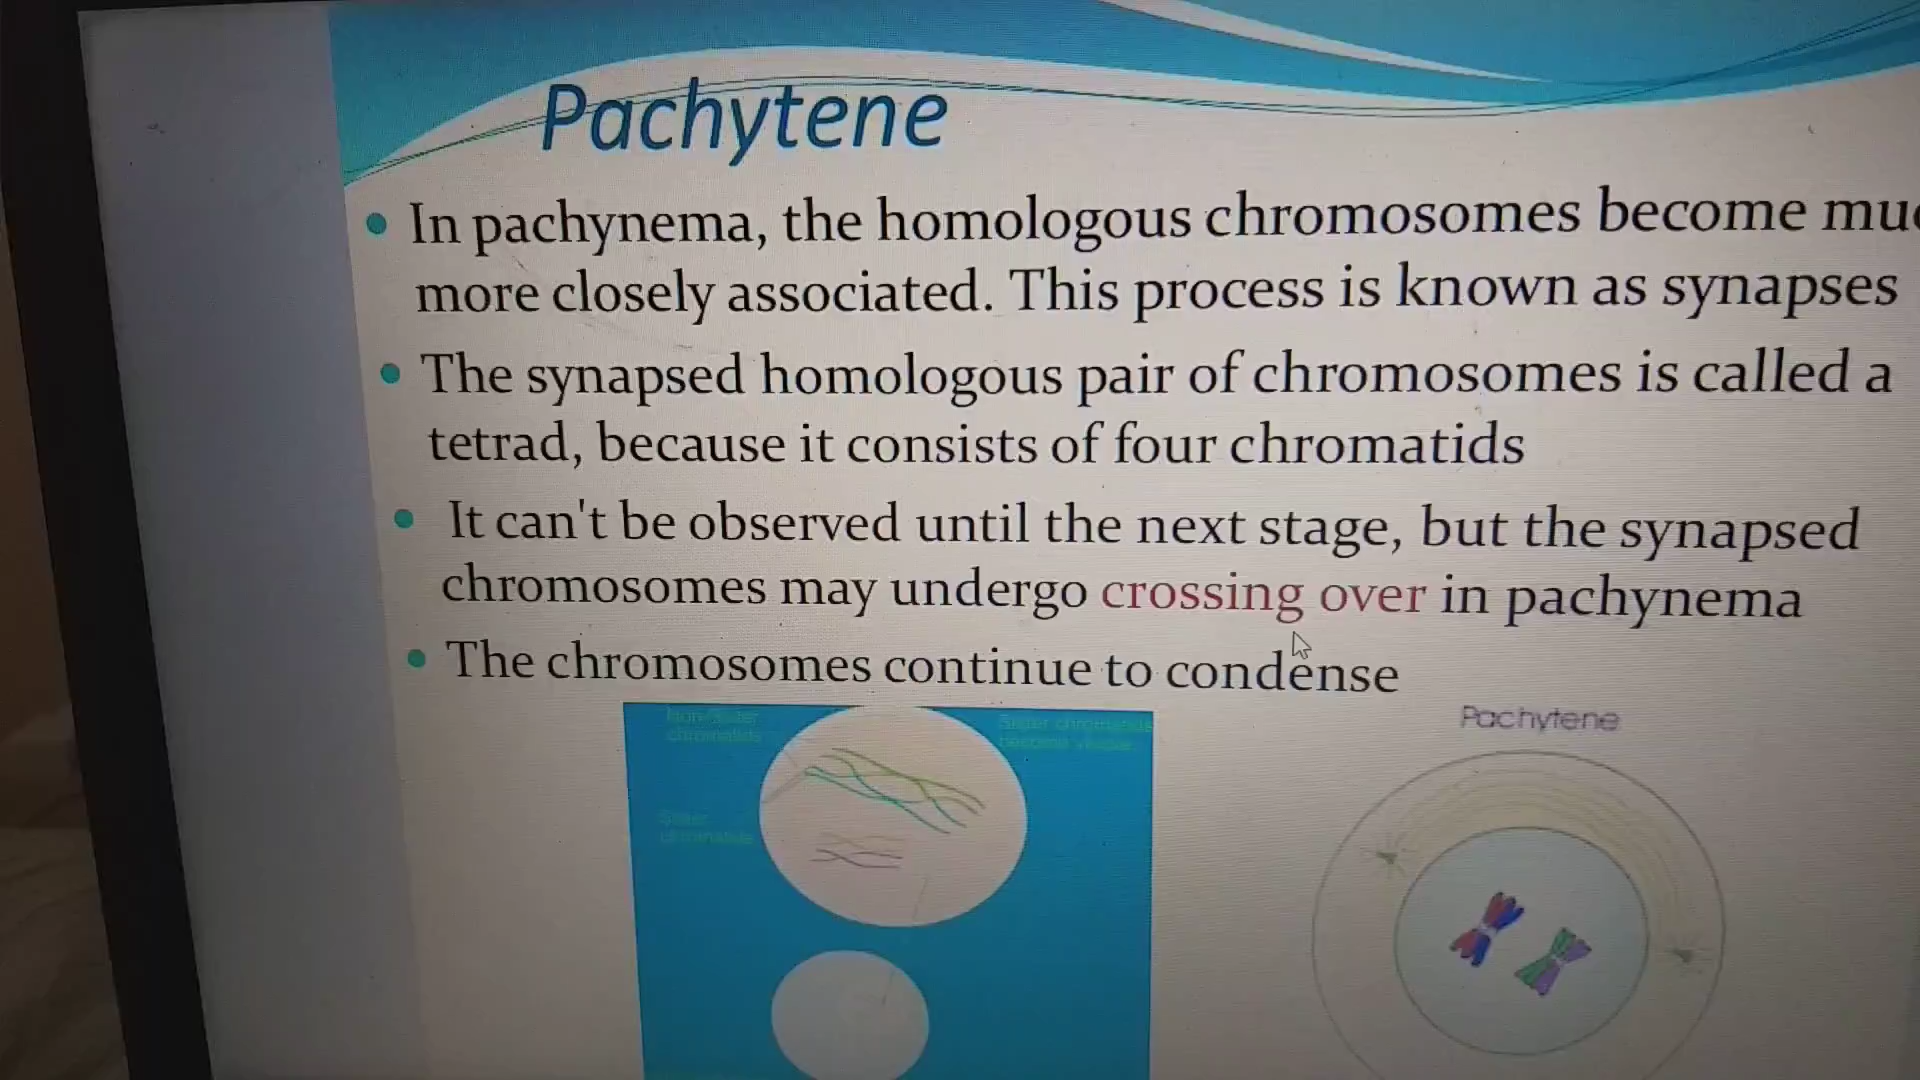 Pachytene
• In pachynema, the homologous chromosomes become
more closely associated. This process is known as synapses
• The synapsed homologous pair of chromosomes is called a
tetrad, because it consists of four chromatids
• It can't be observed until the next stage, but the synapsed
chromosomes may undergo crossing over in pachynema
• The chromosomes continue to condense
Pachytene